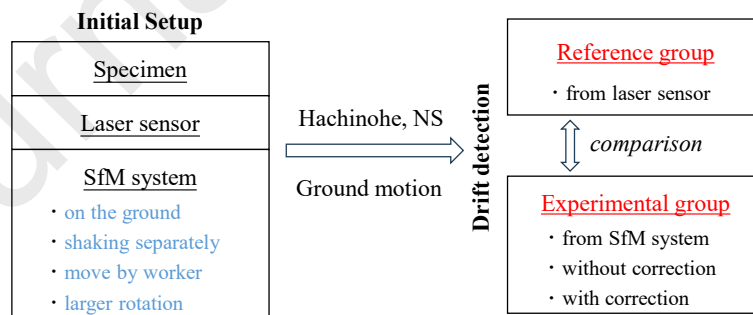 Initial Setup
Specimen
Laser sensor
SfM system
· on the ground
· shaking separately
· move by worker
· larger rotation
Hachinohe, NS
Ground motion
Drift detection
Reference group
· from laser sensor
comparison
Experimental group
· from SfM system
· without correction
· with correction